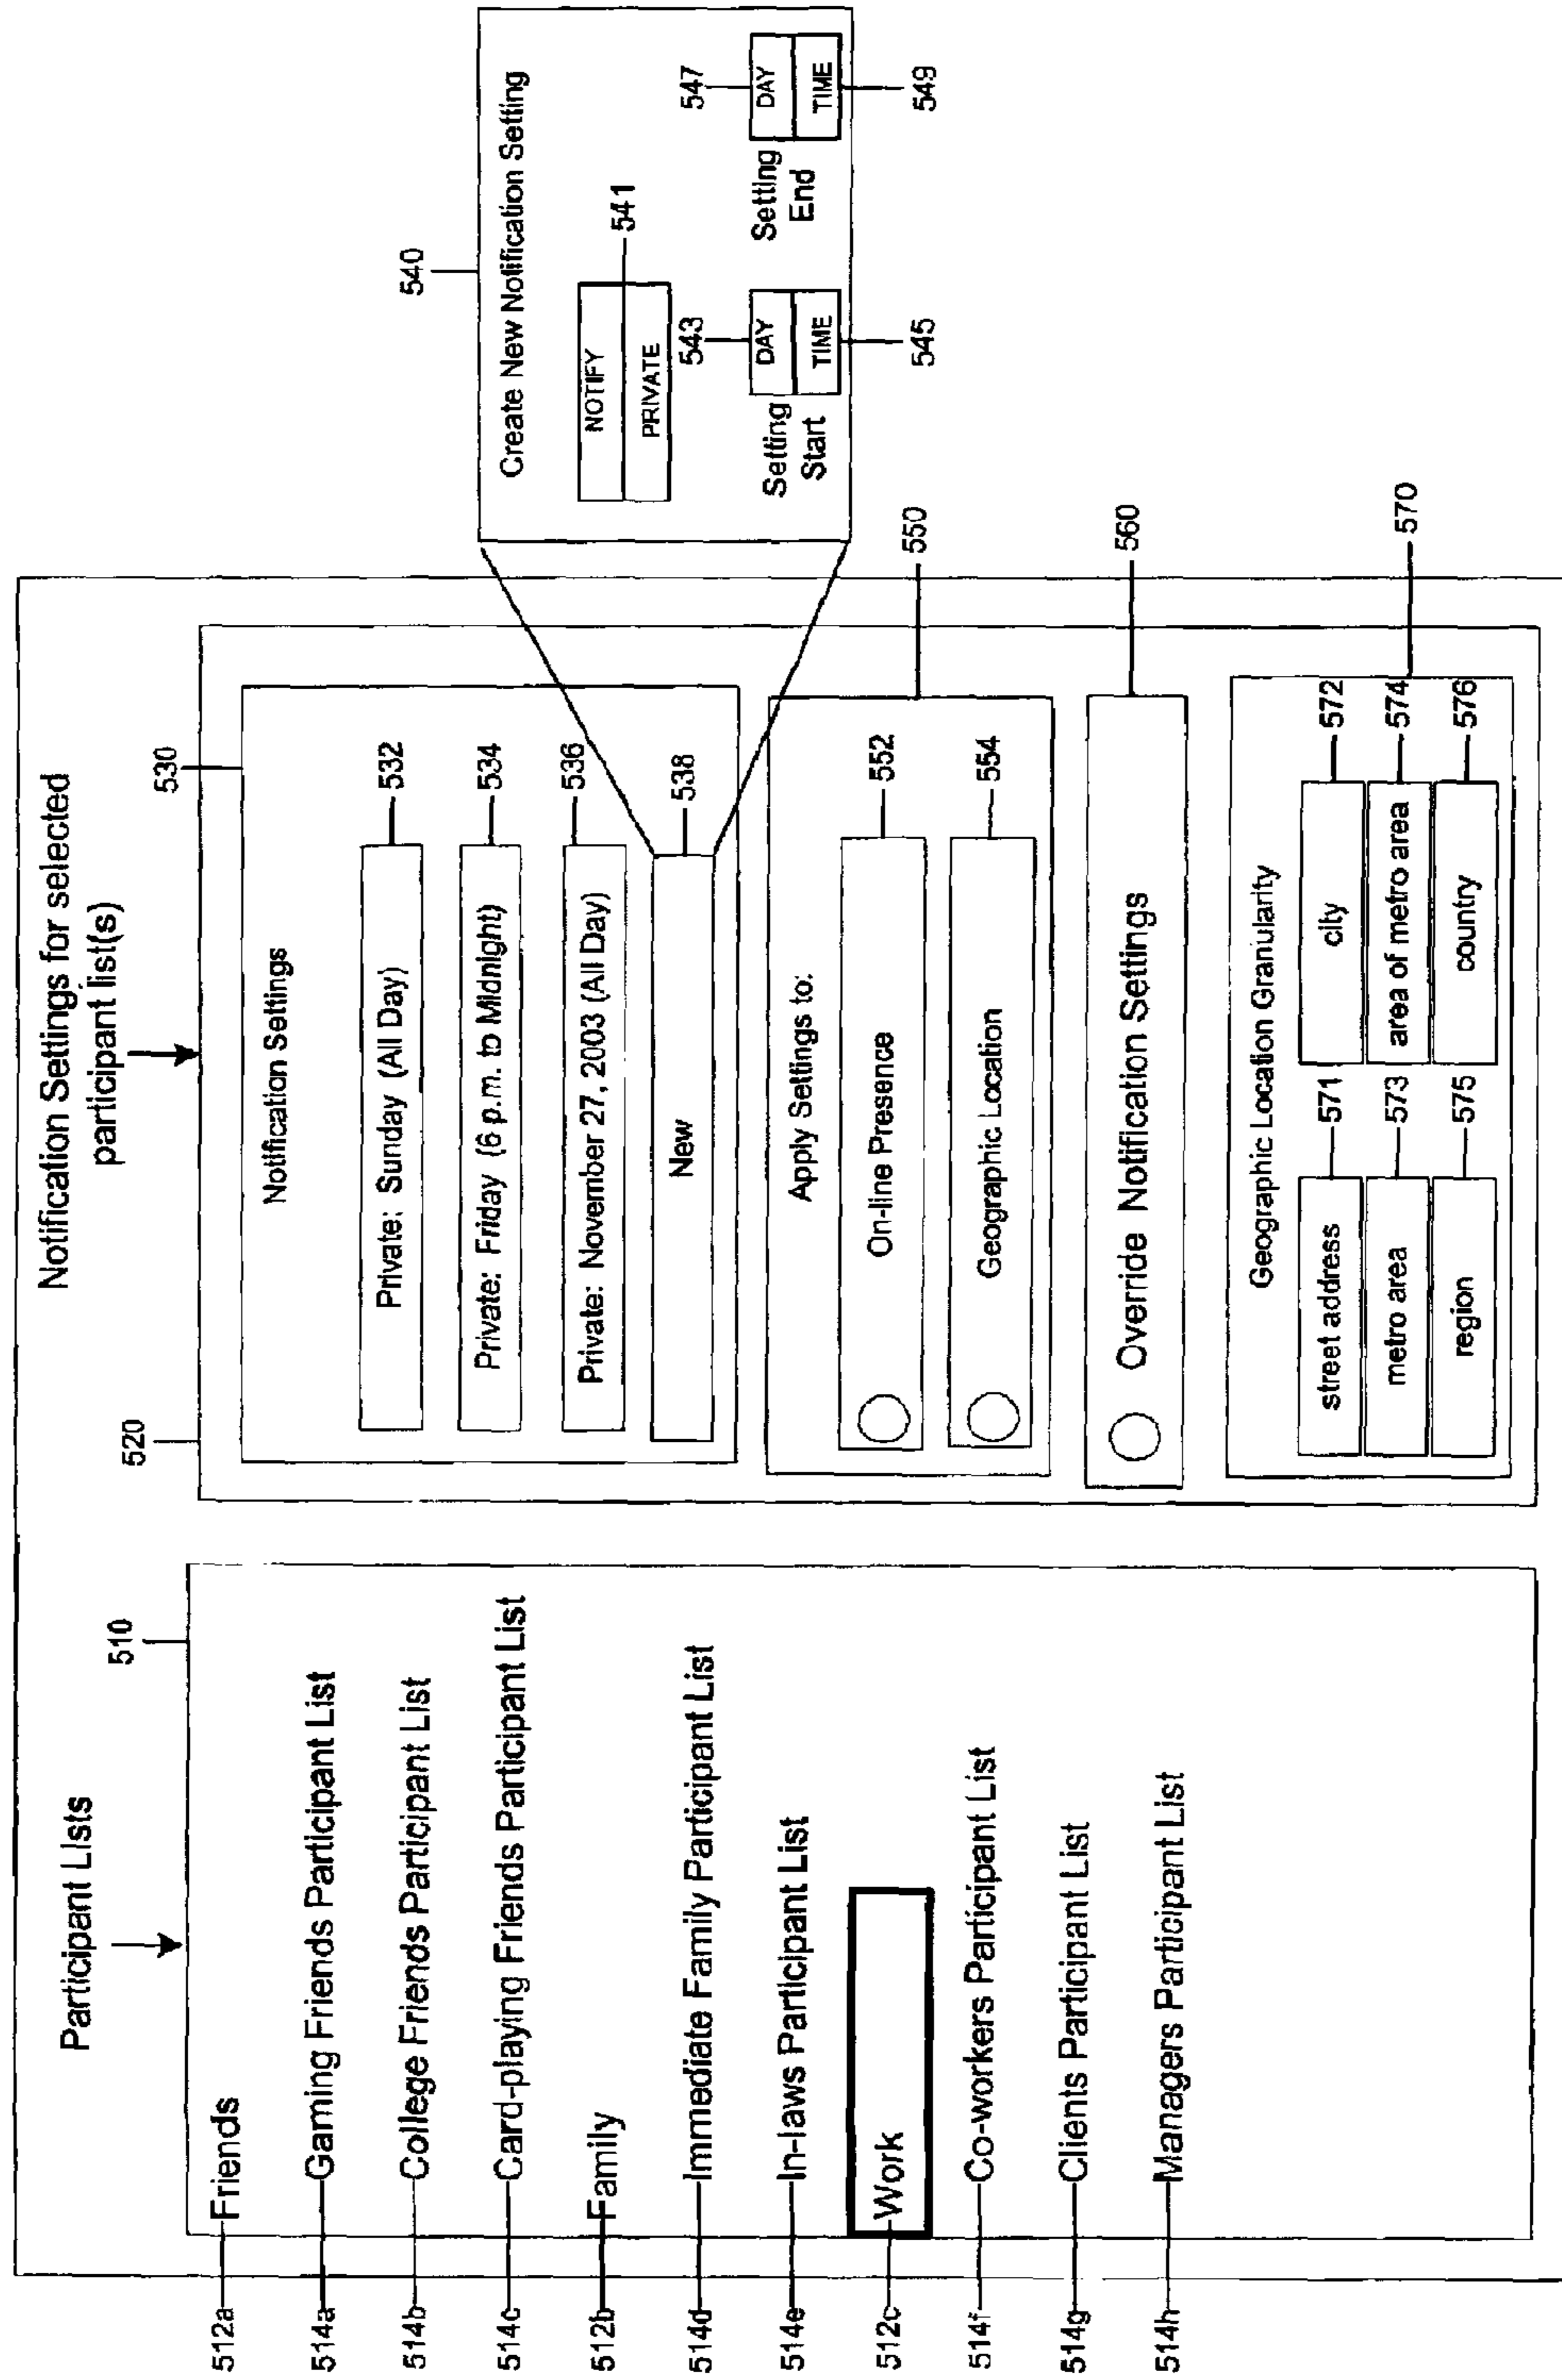 Participant Lists
510
512a Friends
514a Gaming Friends Participant List
514b College Friends Participant List
514c Card-playing Friends Participant List
512b Family
514d Immediate Family Participant List
514e In-laws Participant List
512c Work
514f Co-workers Participant List
514g Clients Participant List
514h Managers Participant List
Notification Settings for selected
participant list(s)
520
530
Notification Settings
Private: Sunday (All Day) 532
Private: Friday (6 p.m. to Midnight) 534
Private: November 27, 2003 (All Day) 536
New 538
Apply Settings to: 550
On-line Presence 552
Geographic Location 554
Override Notification Settings 560
Geographic Location Granularity 570
street address 571 city 572
metro area 573 area of metro area 574
region 575 country 576
540
Create New Notification Setting
NOTIFY 541
PRIVATE
543 547
Setting DAY Setting DAY
Start TIME End TIME
545 549